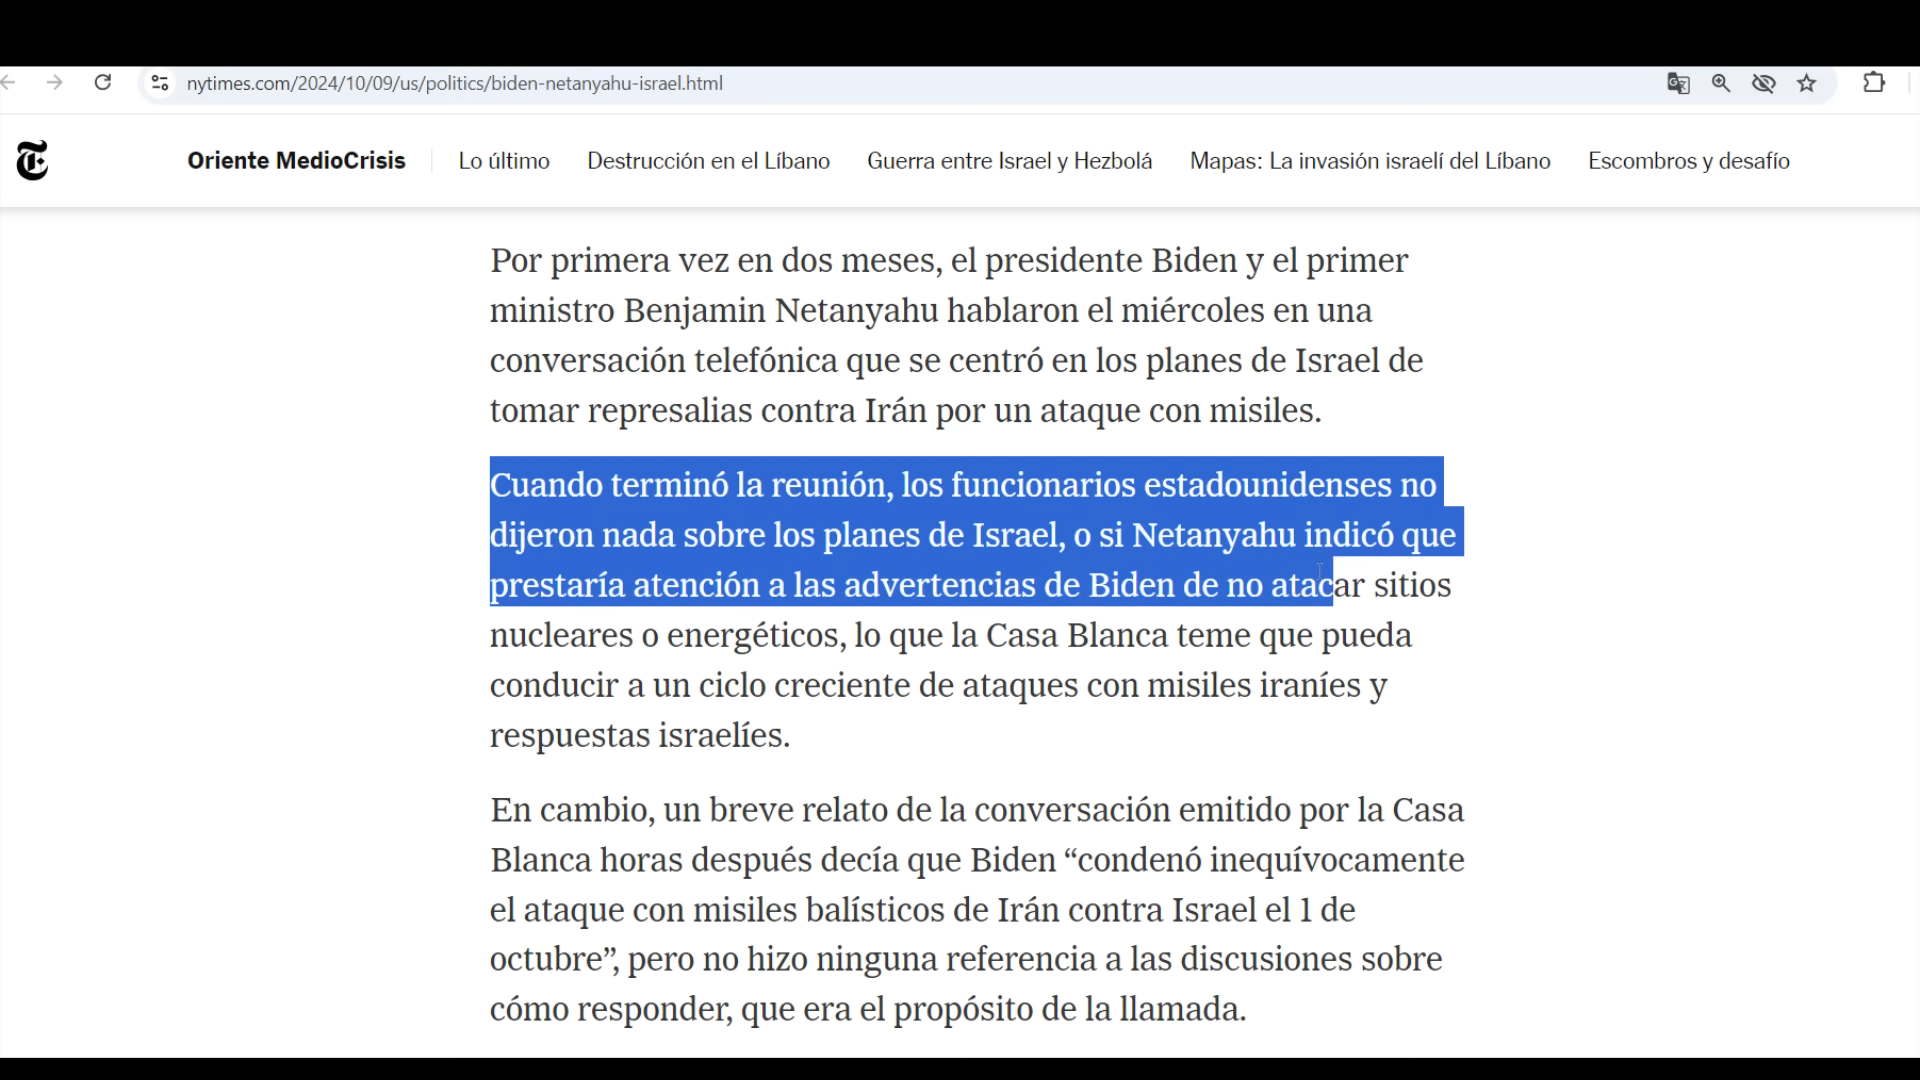 nytimes.com/2024/10/09/us/politics/biden-netanyahu-israel.html
Oriente MedioCrisis
Lo último
Destrucción en el Líbano
Guerra entre Israel y Hezbolá
Mapas: La invasión israelí del Líbano
Escombros y desafío
Por primera vez en dos meses, el presidente Biden y el primer
ministro Benjamin Netanyahu hablaron el miércoles en una
conversación telefónica que se centró en los planes de Israel de
tomar represalias contra Irán por un ataque con misiles.
Cuando terminó la reunión, los funcionarios estadounidenses no
dijeron nada sobre los planes de Israel, o si Netanyahu indicó que
prestaría atención a las advertencias de Biden de no atacar sitios
nucleares o energéticos, lo que la Casa Blanca teme que pueda
conducir a un ciclo creciente de ataques con misiles iraníes y
respuestas israelíes.
En cambio, un breve relato de la conversación emitido por la Casa
Blanca horas después decía que Biden “condenó inequívocamente
el ataque con misiles balísticos de Irán contra Israel el 1 de
octubre”, pero no hizo ninguna referencia a las discusiones sobre
cómo responder, que era el propósito de la llamada.